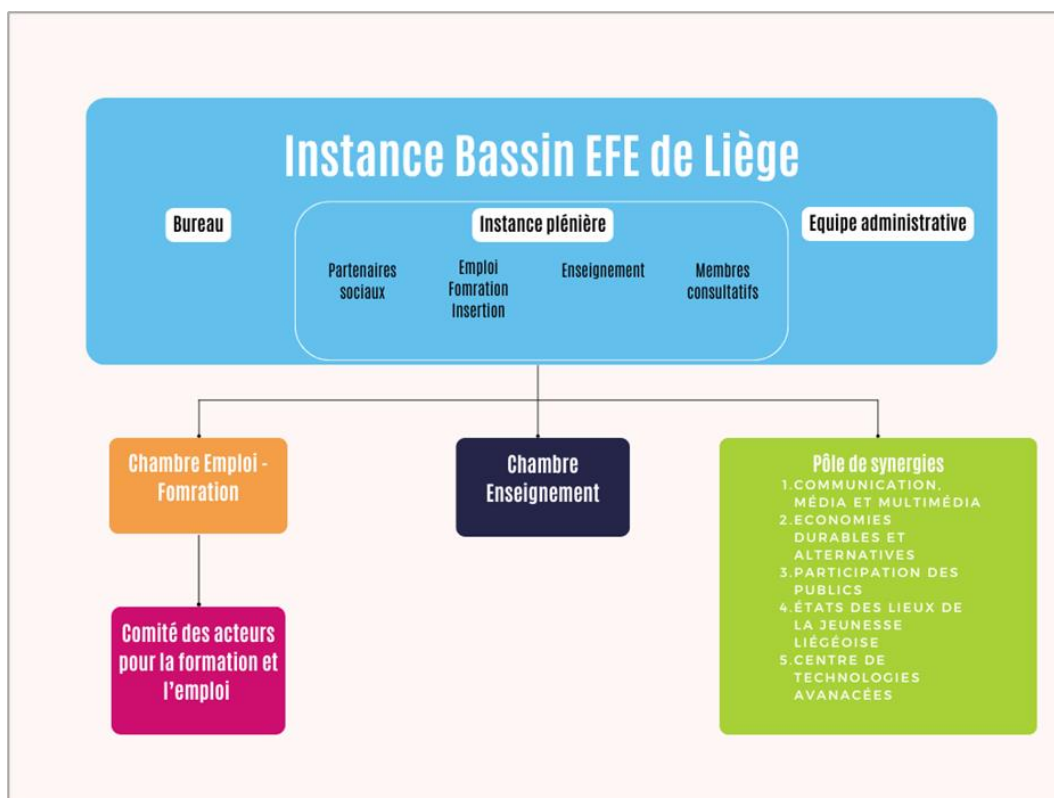 Instance Bassin EFE de Liège
Bureau
Instance plénière
Equipe administrative
Partenaires
sociaux
Emploi
Fomration
Insertion
Enseignement
Membres
consultatifs
Chambre Emploi -
Fomration
Chambre
Enseignement
Pôle de synergies
1.COMMUNICATION,
MÉDIA ET MULTIMÉDIA
2.ECONOMIES
DURABLES ET
ALTERNATIVES
3.PARTICIPATION DES
PUBLICS
4.ÉTATS DES LIEUX DE
LA JEUNESSE
LIÉGÉOISE
5.CENTRE DE
TECHNOLOGIES
AVANACÉES
Comité des acteurs
pour la formation et
l'emploi